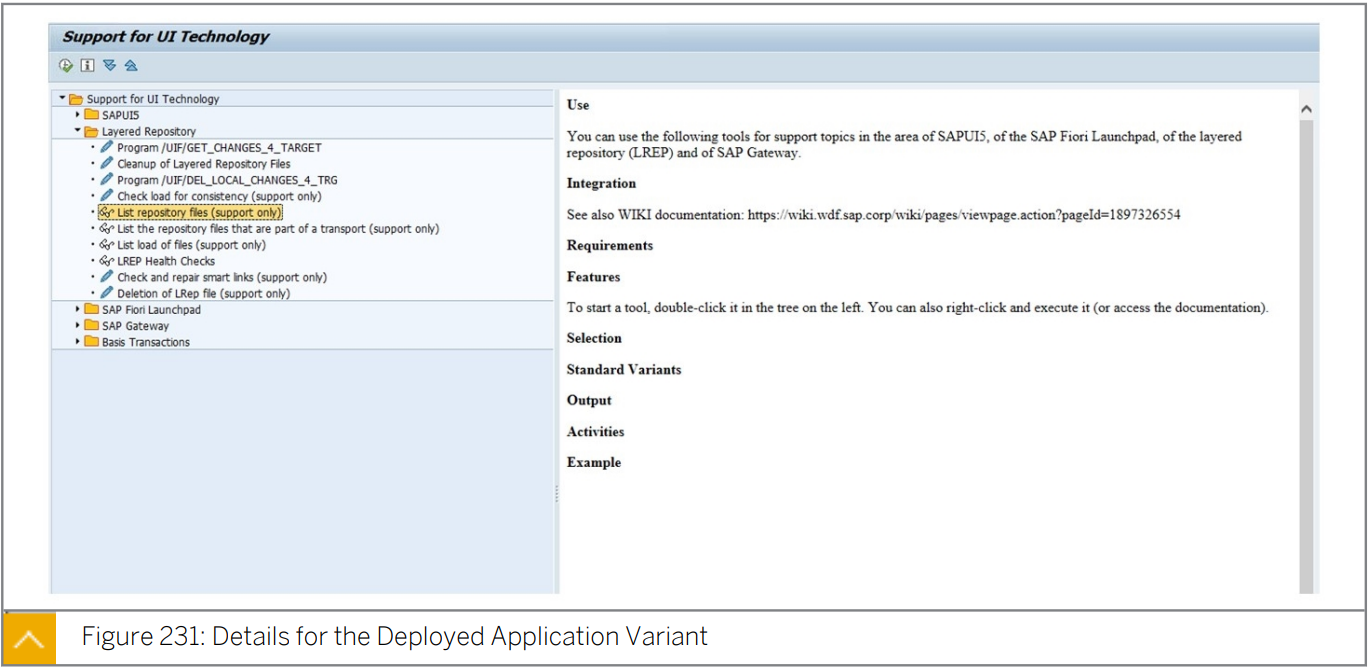 Support for UI Technology
Support for UI Technology
SAPUI5
Layered Repository
Program /UIF/GET_CHANGES_4_TARGET
Cleanup of Layered Repository Files
Program /UIF/DEL_LOCAL_CHANGES_4_TRG
Check load for consistency (support only)
List repository files (support only)
List the repository files that are part of a transport (support only)
List load of files (support only)
LREP Health Checks
Check and repair smart links (support only)
Deletion of LRep file (support only)
SAP Fiori Launchpad
SAP Gateway
Basis Transactions
Use
You can use the following tools for support topics in the area of SAPUI5, of the SAP Fiori Launchpad, of the layered
repository (LREP) and of SAP Gateway.
Integration
See also WIKI documentation: https://wiki.wdf.sap.corp/wiki/pages/viewpage.action?pageId=1897326554
Requirements
Features
To start a tool, double-click it in the tree on the left. You can also right-click and execute it (or access the documentation).
Selection
Standard Variants
Output
Activities
Example
Figure 231: Details for the Deployed Application Variant